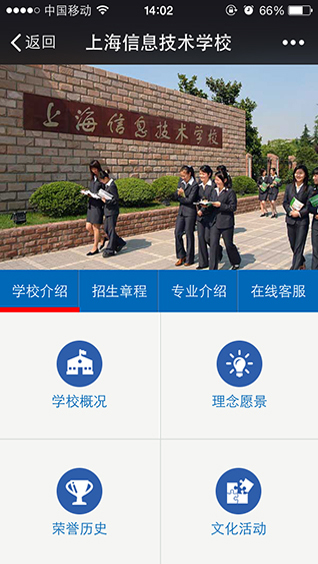 中国移动 14:02 66%
返回 上海信息技术学校
上海信息技术学校
学校介绍 招生章程 专业介绍 在线客服
学校概况 理念愿景
荣誉历史 文化活动